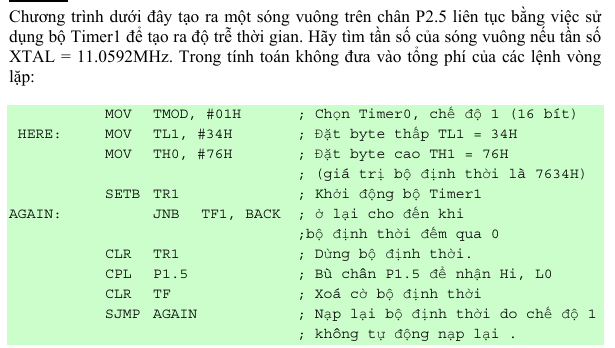 Chương trình dưới đây tạo ra một sóng vuông trên chân P2.5 liên tục bằng việc sử
dụng bộ Timer1 để tạo ra độ trễ thời gian. Hãy tìm tần số của sóng vuông nếu tần số
XTAL = 11.0592MHz. Trong tính toán không đưa vào tổng phí của các lệnh vòng
lặp:
MOV TMOD, #01H ; Chọn Timer0, chế độ 1 (16 bít)
HERE: MOV TL1, #34H ; Đặt byte thấp TL1 = 34H
MOV TH0, #76H ; Đặt byte cao TH1 = 76H
; (giá trị bộ định thời là 7634H)
SETB TR1 ; Khởi động bộ Timer1
AGAIN: JNB TF1, BACK ; ở lại cho đến khi
;bộ định thời đếm qua 0
CLR TR1 ; Dừng bộ định thời.
CPL P1.5 ; Bù chân P1.5 để nhận Hi, L0
CLR TF ; Xoá cờ bộ định thời
SJMP AGAIN ; Nạp lại bộ định thời do chế độ 1
; không tự động nạp lại .